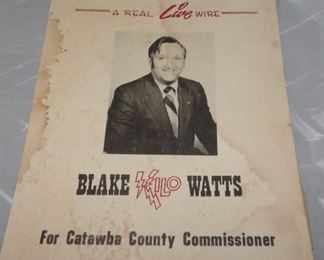 A REAL Live WIRE
BLAKE KILO WATTS
For Catawba County Commissioner